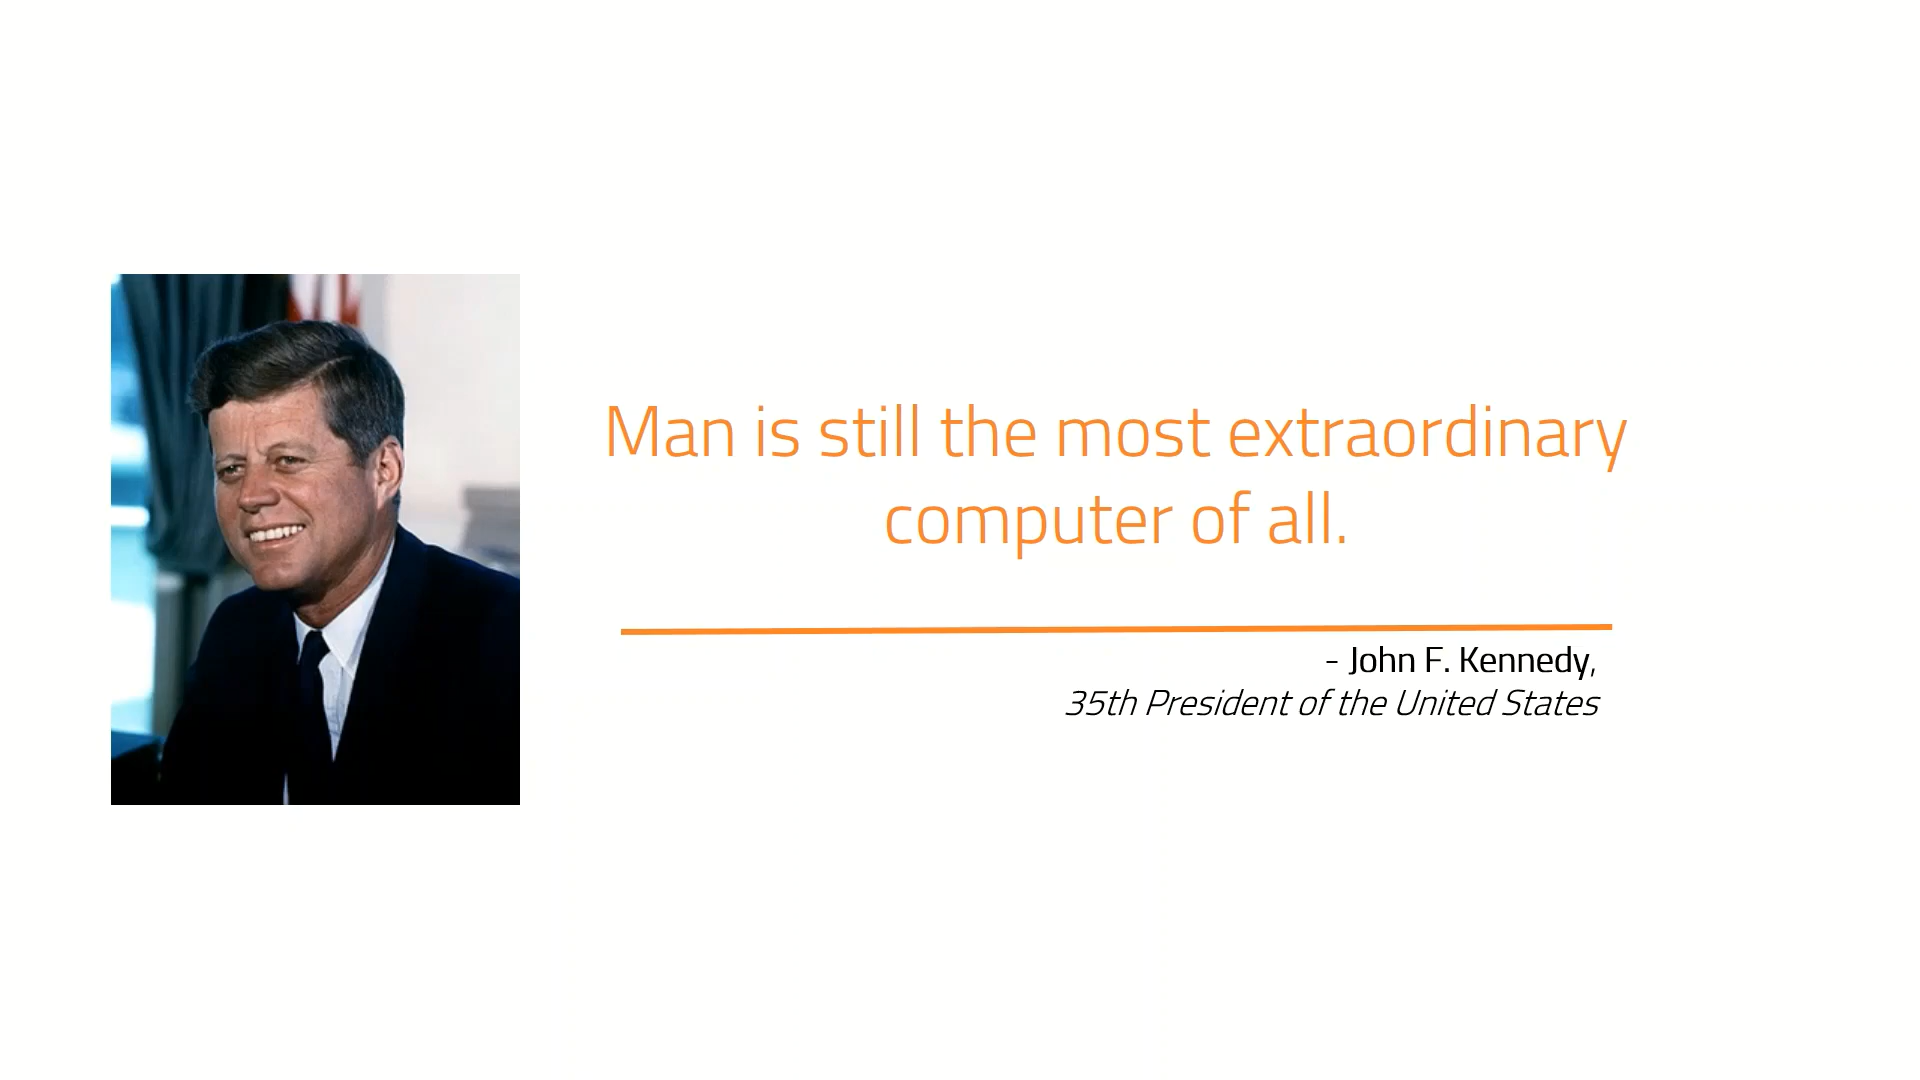 Man is still the most extraordinary
computer of all.
- John F. Kennedy,
35th President of the United States